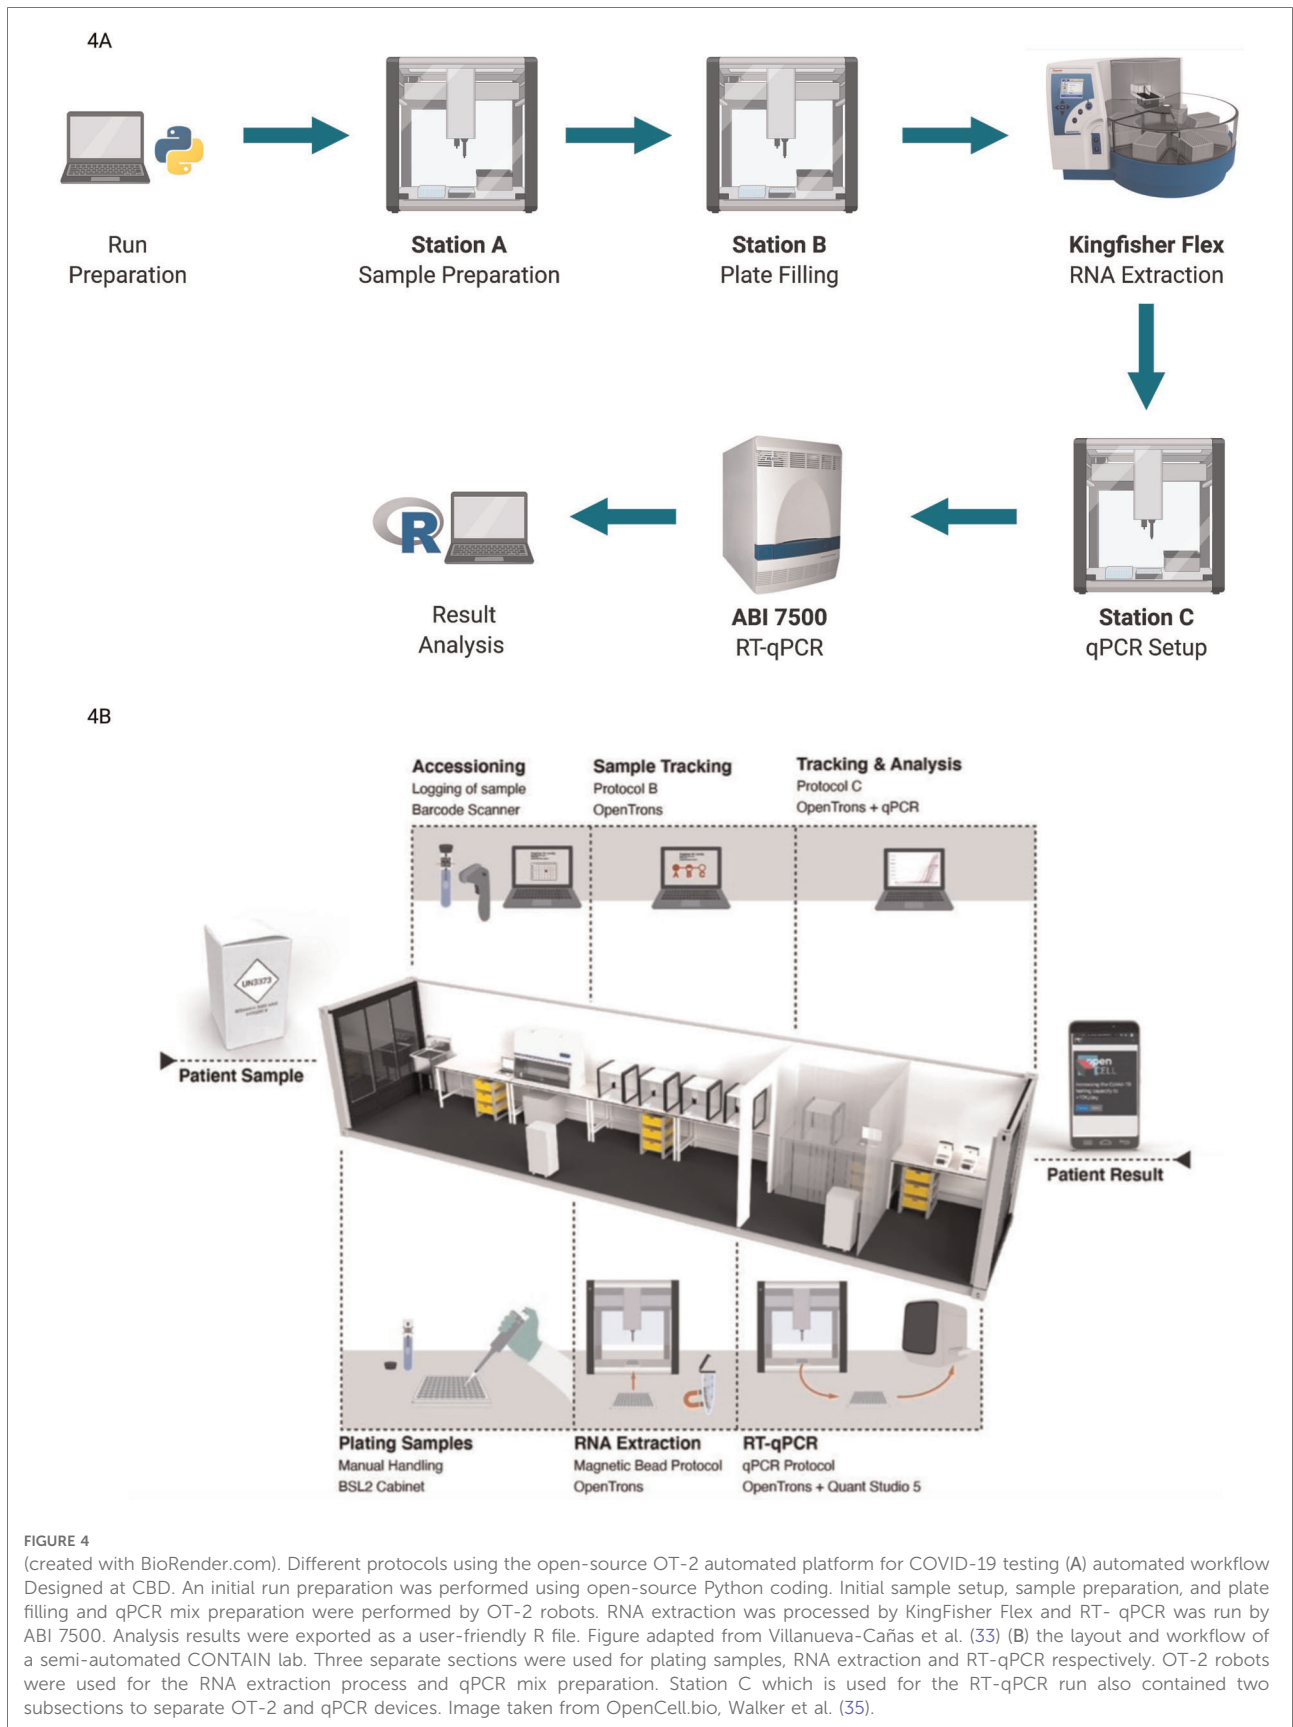 4A
Run
Preparation
Station A
Sample Preparation
Station B
Plate Filling
Kingfisher Flex
RNA Extraction
R
Result
Analysis
ABI 7500
RT-qPCR
Station C
qPCR Setup
4B
Accessioning
Logging of sample
Barcode Scanner
Sample Tracking
Protocol B
OpenTrons
Tracking & Analysis
Protocol C
OpenTrons + qPCR
A B C
UN3373
Patient Sample
open
CELL
Patient Result
Plating Samples
Manual Handling
BSL2 Cabinet
RNA Extraction
Magnetic Bead Protocol
OpenTrons
RT-qPCR
qPCR Protocol
OpenTrons + Quant Studio 5
FIGURE 4
(created with BioRender.com). Different protocols using the open-source OT-2 automated platform for COVID-19 testing (A) automated workflow
Designed at CBD. An initial run preparation was performed using open-source Python coding. Initial sample setup, sample preparation, and plate
filling and qPCR mix preparation were performed by OT-2 robots. RNA extraction was processed by KingFisher Flex and RT- qPCR was run by
ABI 7500. Analysis results were exported as a user-friendly R file. Figure adapted from Villanueva-Cañas et al. (33) (B) the layout and workflow of
a semi-automated CONTAIN lab. Three separate sections were used for plating samples, RNA extraction and RT-qPCR respectively. OT-2 robots
were used for the RNA extraction process and qPCR mix preparation. Station C which is used for the RT-qPCR run also contained two
subsections to separate OT-2 and qPCR devices. Image taken from OpenCell.bio, Walker et al. (35).